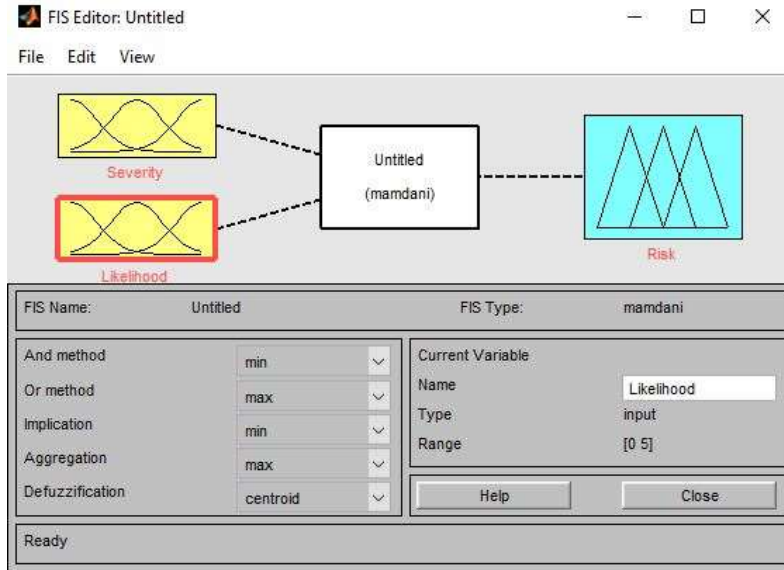 FIS Editor: Untitled
File Edit View
Severity
Likelihood
Untitled
(mamdani)
Risk
FIS Name: Untitled FIS Type: mamdani
And method min
Or method max
Implication min
Aggregation max
Defuzzification centroid
Current Variable
Name Likelihood
Type input
Range [0 5]
Help Close
Ready